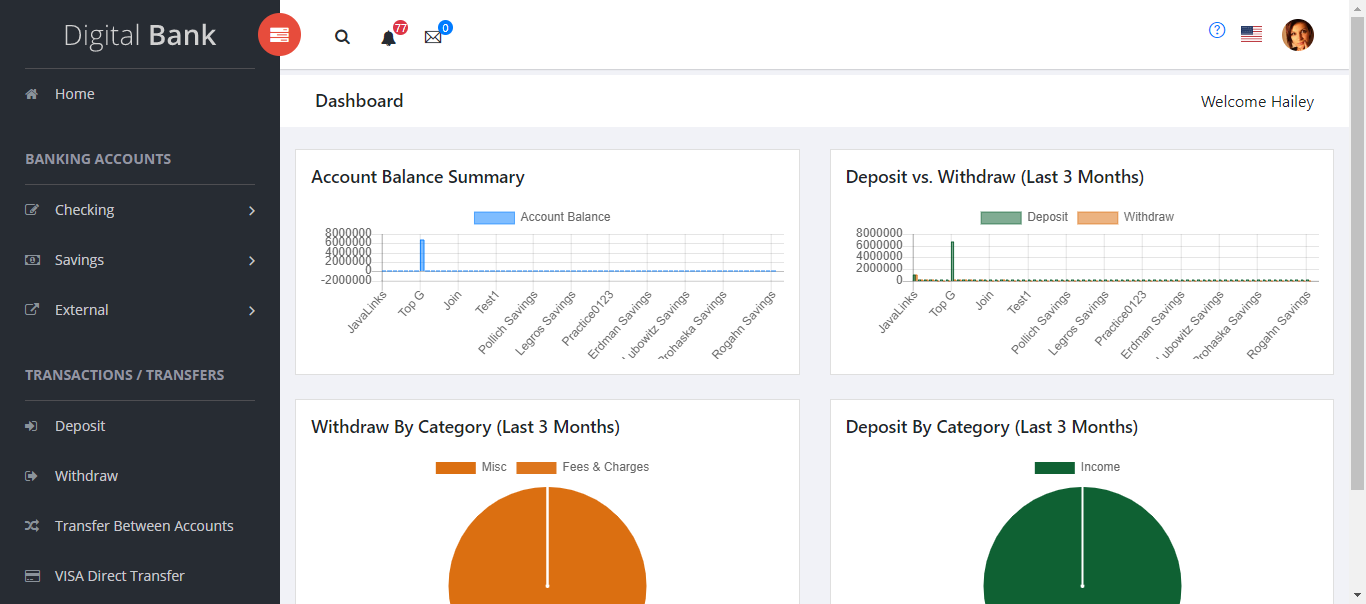 Digital Bank
77
0
?
Home
Dashboard
Welcome Hailey
BANKING ACCOUNTS
Checking
Savings
External
TRANSACTIONS / TRANSFERS
Deposit
Withdraw
Transfer Between Accounts
VISA Direct Transfer
Account Balance Summary
Account Balance
8000000
6000000
4000000
2000000
0
-2000000
JavaLinks
Top G
Join
Test1
Pollich Savings
Legros Savings
Practice0123
Erdman Savings
Lubowitz Savings
Prohaska Savings
Rogahn Savings
Deposit vs. Withdraw (Last 3 Months)
Deposit Withdraw
8000000
6000000
4000000
2000000
0
JavaLinks
Top G
Join
Test1
Pollich Savings
Legros Savings
Practice0123
Erdman Savings
Lubowitz Savings
Prohaska Savings
Rogahn Savings
Withdraw By Category (Last 3 Months)
Misc Fees & Charges
Deposit By Category (Last 3 Months)
Income